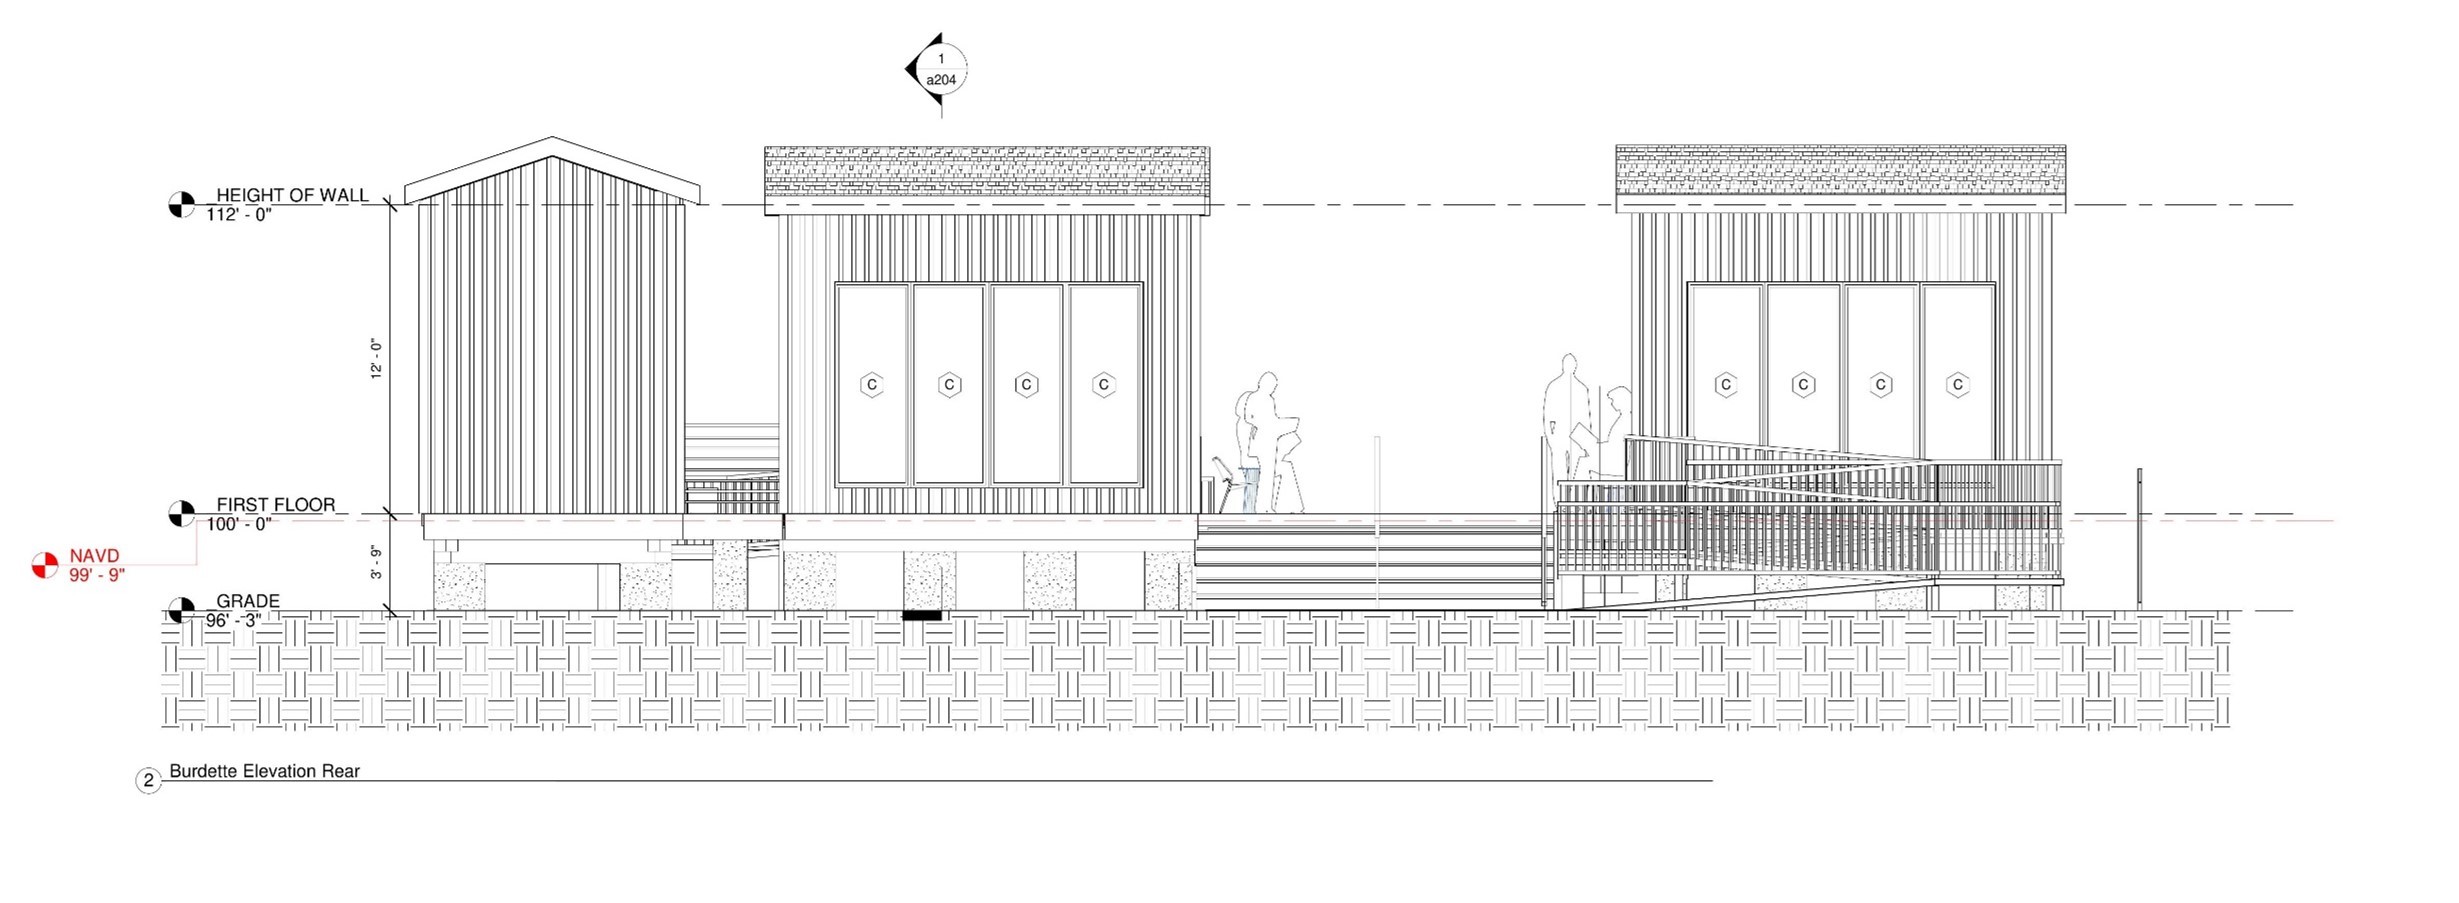 1
a204
HEIGHT OF WALL
112' - 0"
12' - 0"
C C C C
C C C C
FIRST FLOOR
100' - 0"
NAVD
99' - 9"
3' - 9"
GRADE
96' - 3"
2 Burdette Elevation Rear